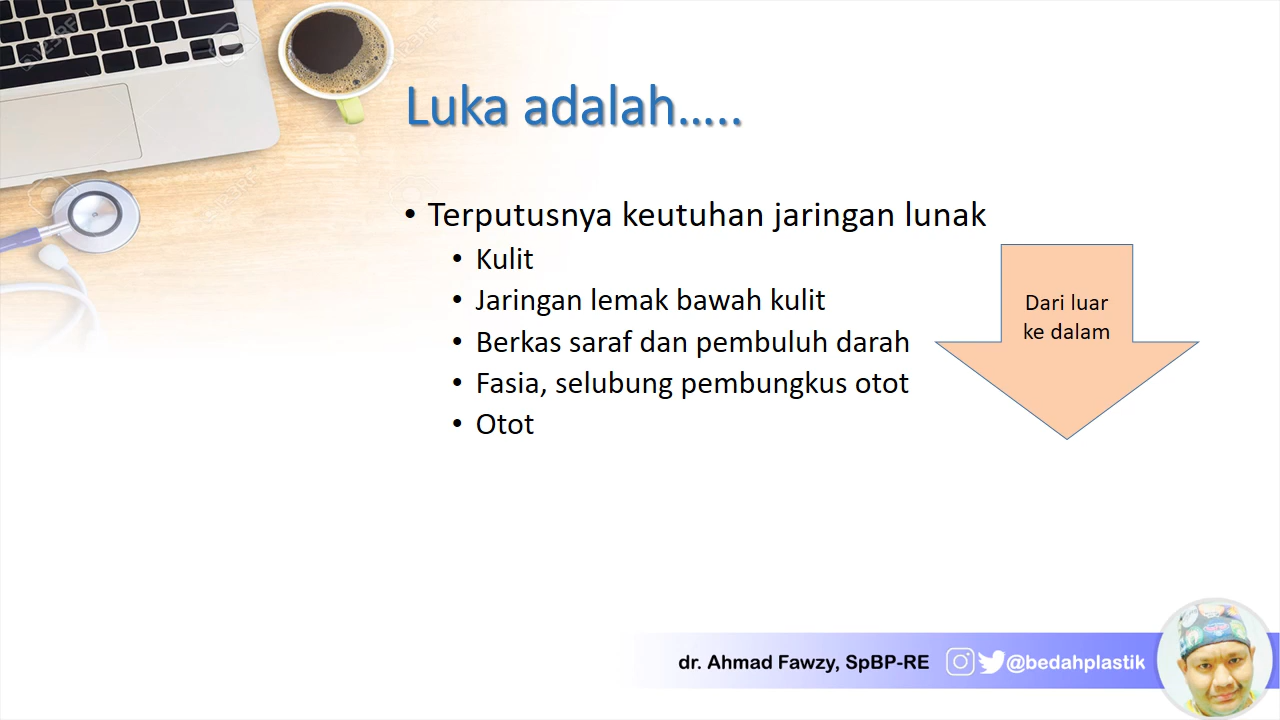 Luka adalah.....
• Terputusnya keutuhan jaringan lunak
• Kulit
• Jaringan lemak bawah kulit
• Berkas saraf dan pembuluh darah
• Fasia, selubung pembungkus otot
• Otot
Dari luar
ke dalam
dr. Ahmad Fawzy, SpBP-RE @bedahplastik
123RF